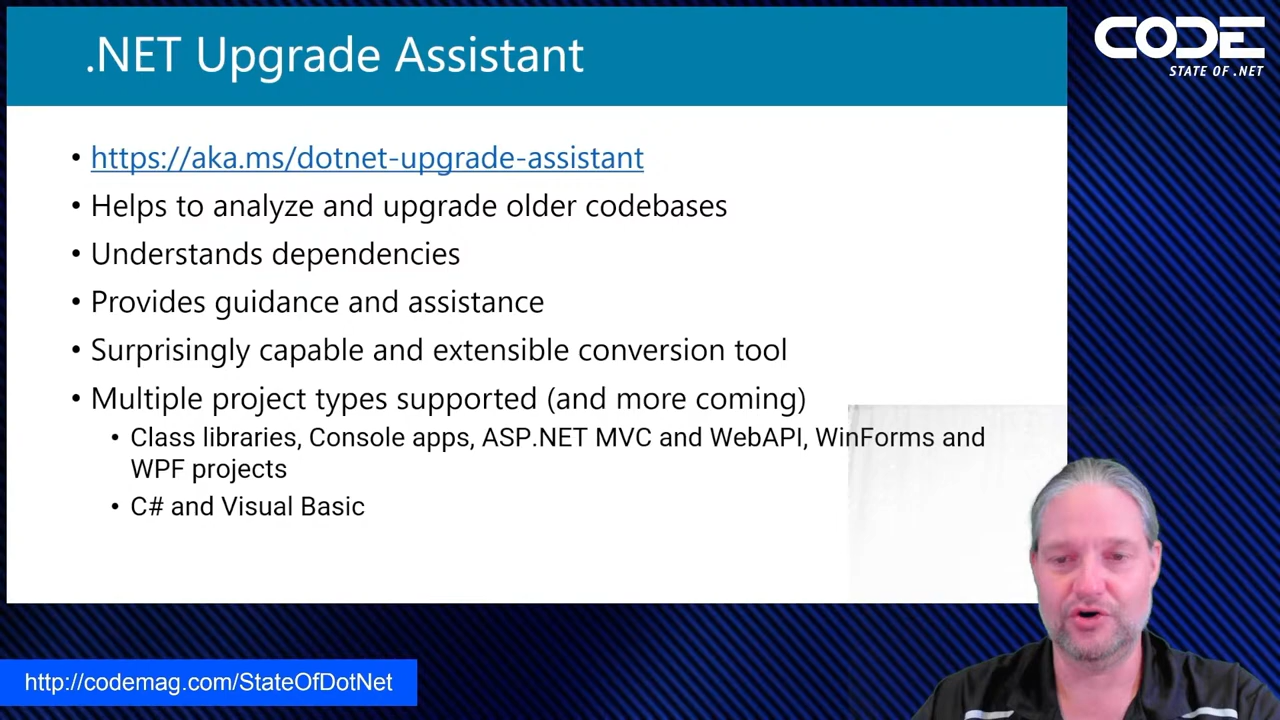 .NET Upgrade Assistant
CODE
STATE OF .NET
• https://aka.ms/dotnet-upgrade-assistant
• Helps to analyze and upgrade older codebases
• Understands dependencies
• Provides guidance and assistance
• Surprisingly capable and extensible conversion tool
• Multiple project types supported (and more coming)
• Class libraries, Console apps, ASP.NET MVC and WebAPI, WinForms and
WPF projects
• C# and Visual Basic
http://codemag.com/StateOfDotNet